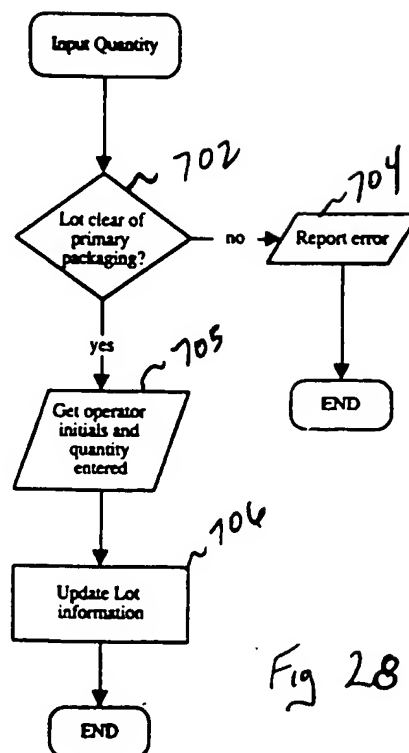 Input Quantity
702
704
Lot clear of
primary
packaging?
no
Report error
yes
705
END
Get operator
initials and
quantity
entered
706
Update Lot
information
Fig 28
END